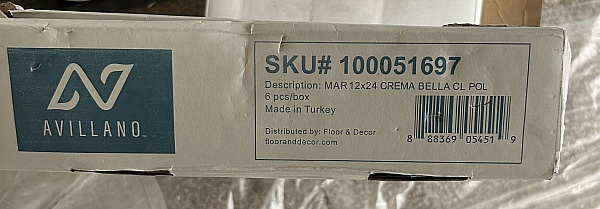 AVILLANO™
SKU# 100051697
Description: MAR 12x24 CREMA BELLA CL POL
6 pcs/box
Made in Turkey
Distributed by: Floor & Decor
flooranddecor.com
8 88369 05451 9